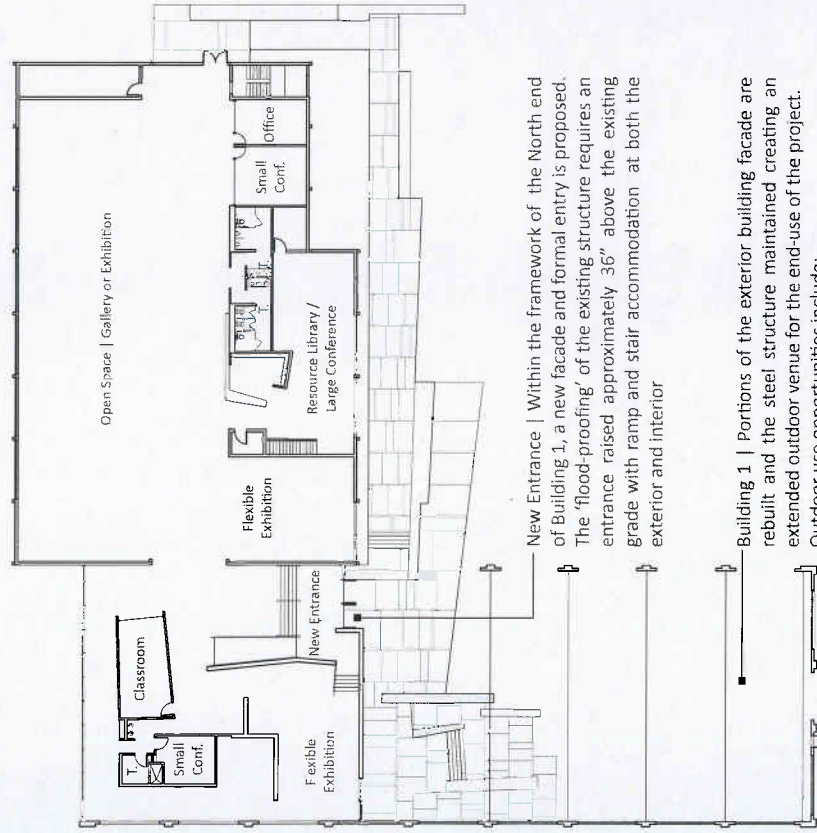 Open Space | Gallery or Exhibition
Office
Small
Conf.
T.
T.
Resource Library /
Large Conference
Flexible
Exhibition
Classroom
New Entrance
T.
Small
Conf.
Flexible
Exhibition
New Entrance | Within the framework of the North end
of Building 1, a new facade and formal entry is proposed.
The ‘flood-proofing’ of the existing structure requires an
entrance raised approximately 36” above the existing
grade with ramp and stair accommodation at both the
exterior and interior
Building 1 | Portions of the exterior building facade are
rebuilt and the steel structure maintained creating an
extended outdoor venue for the end-use of the project.
Outdoor use opportunities include: